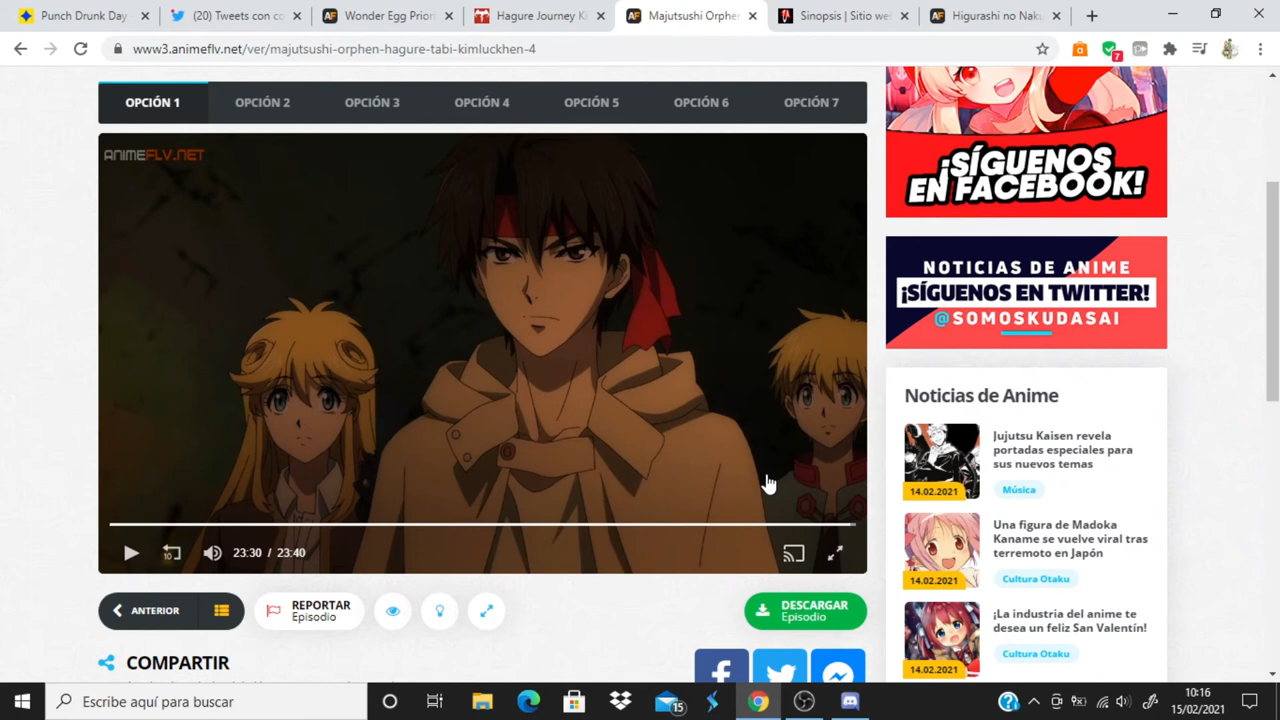 Punch Drunk Day -
(20) Tweets con co
Wonder Egg Prior
Hagure Journey K
Majutsushi Orpher
Sinopsis | Sitio we
Higurashi no Naku
www3.animeflv.net/ver/majutsushi-orphen-hagure-tabi-kimluckhen-4
7
OPCIÓN 1
OPCIÓN 2
OPCIÓN 3
OPCIÓN 4
OPCIÓN 5
OPCIÓN 6
OPCIÓN 7
ANIMEFLV.NET
10
23:30 / 23:40
ANTERIOR
REPORTAR
Episodio
DESCARGAR
Episodio
COMPARTIR
¡SÍGUENOS
EN FACEBOOK!
NOTICIAS DE ANIME
¡SÍGUENOS EN TWITTER!
@SOMOSKUDASAI
Noticias de Anime
Jujutsu Kaisen revela
portadas especiales para
sus nuevos temas
14.02.2021
Música
Una figura de Madoka
Kaname se vuelve viral tras
terremoto en Japón
14.02.2021
Cultura Otaku
¡La industria del anime te
desea un feliz San Valentín!
14.02.2021
Cultura Otaku
Escribe aquí para buscar
15
10:16
15/02/2021